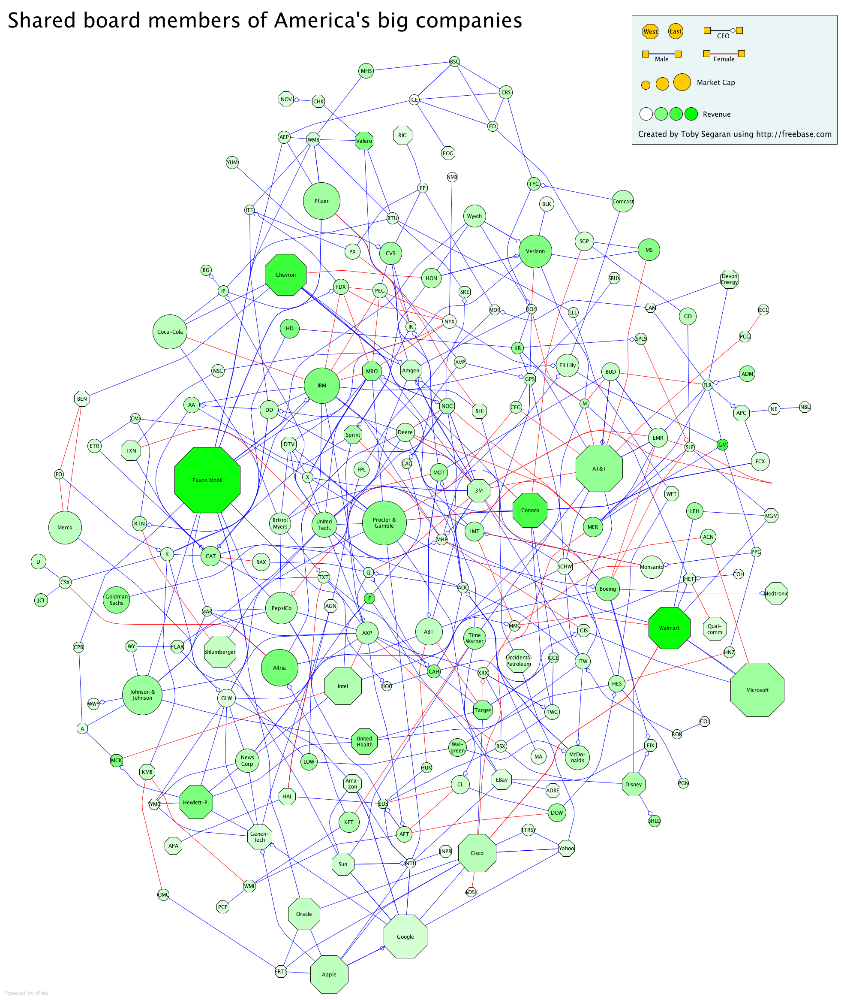 Shared board members of America's big companies
West
East
CEO
Male
Female
Market Cap
Revenue
Created by Toby Segaran using http://freebase.com
BSC
MHS
CBS
NOV
CHK
ICE
ED
AEP
WMB
Valero
RIG
EOG
YUM
NMX
TYC
EP
Pfizer
Comcast
BLK
ITT
BTU
Wyeth
SGP
PX
CVS
Verizon
MS
BG
Chevron
HON
SBUX
Devon
Energy
IP
FDX
PEG
SRE
MDR
ROH
LLL
CAM
ECL
GD
NYX
Coca-Cola
HD
IR
SPLS
PCG
KR
AVP
NSC
MRO
Amgen
Eli Lilly
BUD
ADM
IBM
GPS
FLR
BEN
AA
DD
NOC
BHI
CEG
M
APC
NE
NBL
CMI
Sprint
Deere
EMR
ETR
TXN
DTV
SLE
GM
CAG
FCX
FO
Exxon Mobil
X
FPL
MOT
AT&T
3M
WFT
Conoco
LEH
MGM
Merck
RTN
Bristol
Myers
United
Tech.
Proctor &
Gamble
LMT
MER
MHP
ACN
K
CAT
PPG
D
BAX
SCHW
Monsanto
Q
COH
CSX
TXT
HET
AOC
Boeing
JCI
Goldman
Sachs
F
Medtronic
PepsiCo
AGN
MAR
MMC
Walmart
Qual-
comm
AXP
ABT
GIS
Time
Warner
CPB
WY
PCAR
Shlumberger
HNZ
Occidental
Petroleum
CCE
ITW
Altria
CAH
XRX
HES
Intel
HOG
Microsoft
Johnson &
Johnson
WWY
GLW
Target
TWC
A
COL
ROK
United
Health
Wal-
green
BSX
EIX
MCK
News
Corp
LOW
MA
McDo-
nalds
KMB
HUM
Ama-
zon
EBay
CL
Disney
PGN
ADBE
SYMC
Hewlett-P.
HAL
EDS
DOW
KFT
SHLD
AET
RTRSY
Genen-
tech
APA
Yahoo
JNPR
Cisco
Sun
INTU
WMI
ADSK
OMC
PCP
Oracle
Google
ERTS
Apple
Powered by yFiles